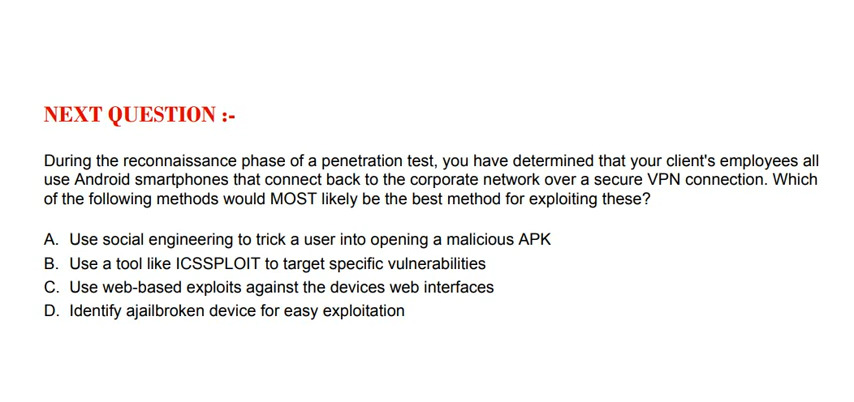 NEXT QUESTION :-
During the reconnaissance phase of a penetration test, you have determined that your client's employees all
use Android smartphones that connect back to the corporate network over a secure VPN connection. Which
of the following methods would MOST likely be the best method for exploiting these?
A. Use social engineering to trick a user into opening a malicious APK
B. Use a tool like ICSSPLOIT to target specific vulnerabilities
C. Use web-based exploits against the devices web interfaces
D. Identify ajailbroken device for easy exploitation